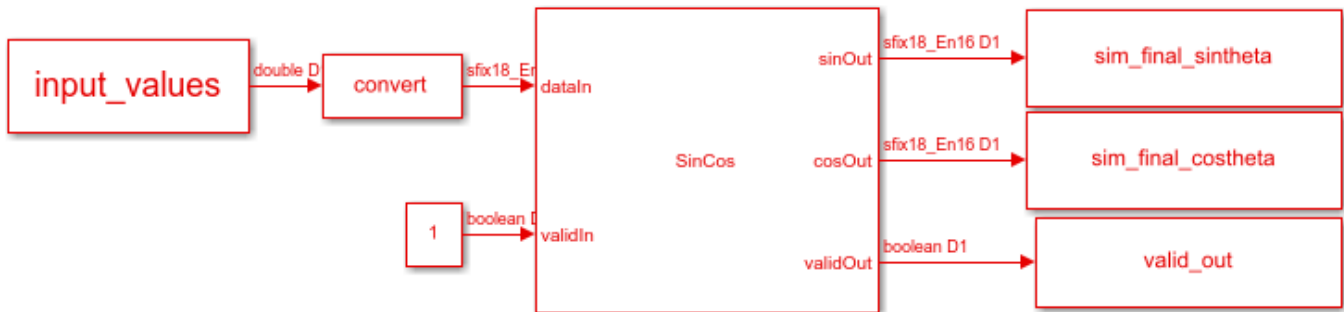 input_values
double D
convert
sfix18_En
dataIn
1
boolean D
validIn
SinCos
sinOut
cosOut
validOut
sfix18_En16 D1
sim_final_sintheta
sfix18_En16 D1
sim_final_costheta
boolean D1
valid_out